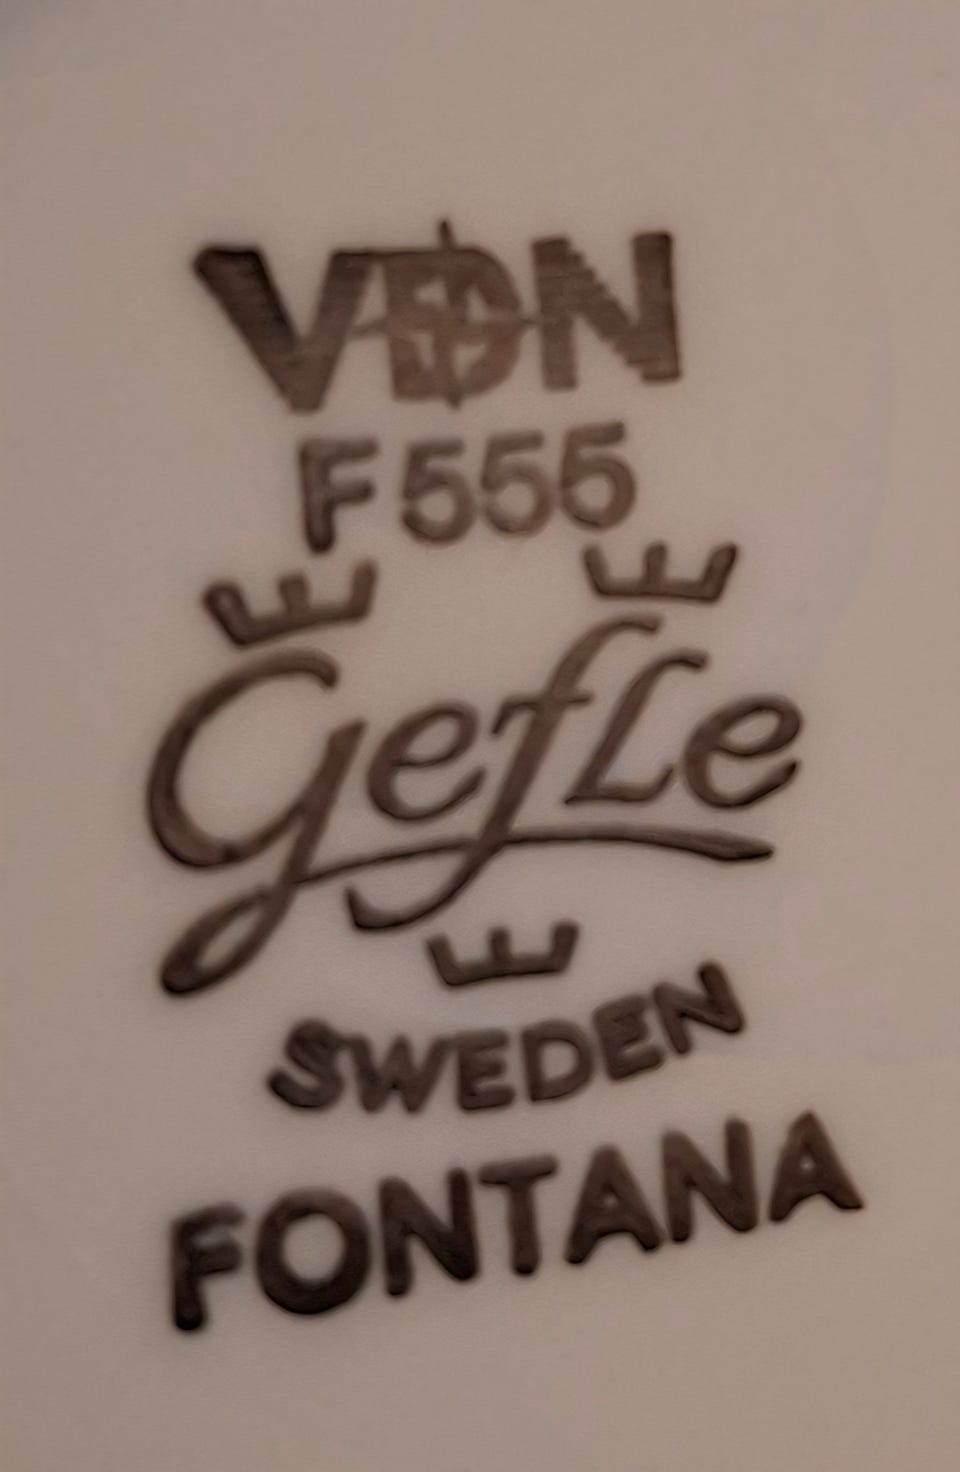 VDN
F 555
Gefle
SWEDEN
FONTANA